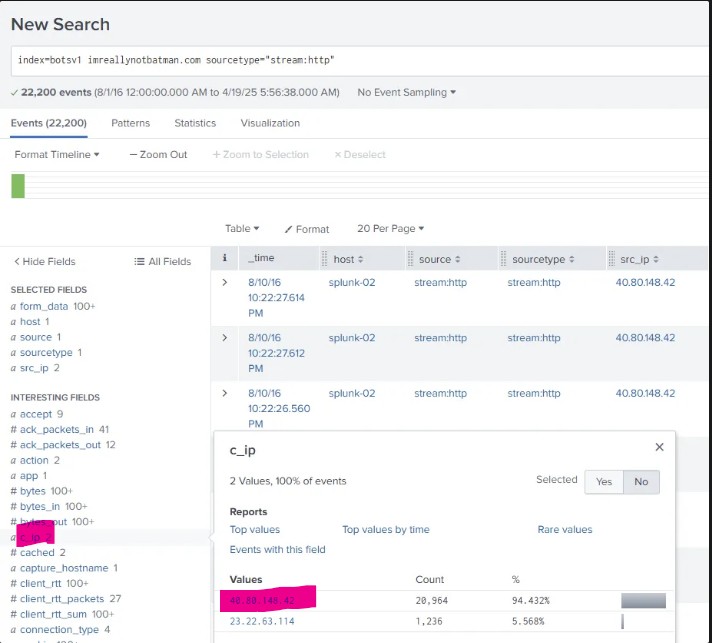 New Search
index=botsv1 imreallynotbatman.com sourcetype="stream:http"
✓ 22,200 events (8/1/16 12:00:00.000 AM to 4/19/25 5:56:38.000 AM) No Event Sampling ▾
Events (22,200) Patterns Statistics Visualization
Format Timeline ▾ — Zoom Out + Zoom to Selection × Deselect
Table ▾ Format 20 Per Page ▾
< Hide Fields All Fields
i _time host source sourcetype src_ip
SELECTED FIELDS
a form_data 100+
a host 1
a source 1
a sourcetype 1
a src_ip 2
INTERESTING FIELDS
a accept 9
# ack_packets_in 41
# ack_packets_out 12
a action 2
a app 1
# bytes 100+
# bytes_in 100+
# bytes_out 100+
a c_ip 2
# cached 2
a capture_hostname 1
# client_rtt 100+
# client_rtt_packets 27
# client_rtt_sum 100+
a connection_type 4
> 8/10/16 splunk-02 stream:http stream:http 40.80.148.42
10:22:27.614
PM
> 8/10/16 splunk-02 stream:http stream:http 40.80.148.42
10:22:27.612
PM
> 8/10/16 splunk-02 stream:http stream:http 40.80.148.42
10:22:26.560
PM
c_ip ×
2 Values, 100% of events Selected Yes No
Reports
Top values Top values by time Rare values
Events with this field
Values Count %
40.80.148.42 20,964 94.432%
23.22.63.114 1,236 5.568%